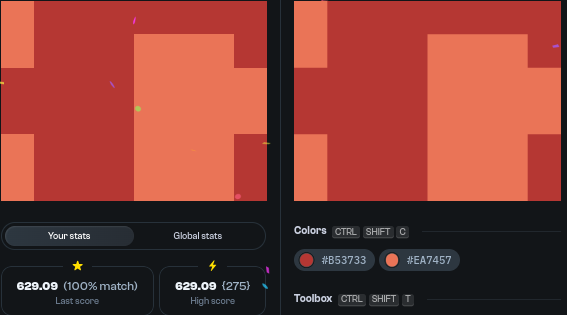 Your stats
Global stats
629.09 (100% match)
Last score
629.09 {275}
High score
Colors CTRL SHIFT C
#B53733 #EA7457
Toolbox CTRL SHIFT T